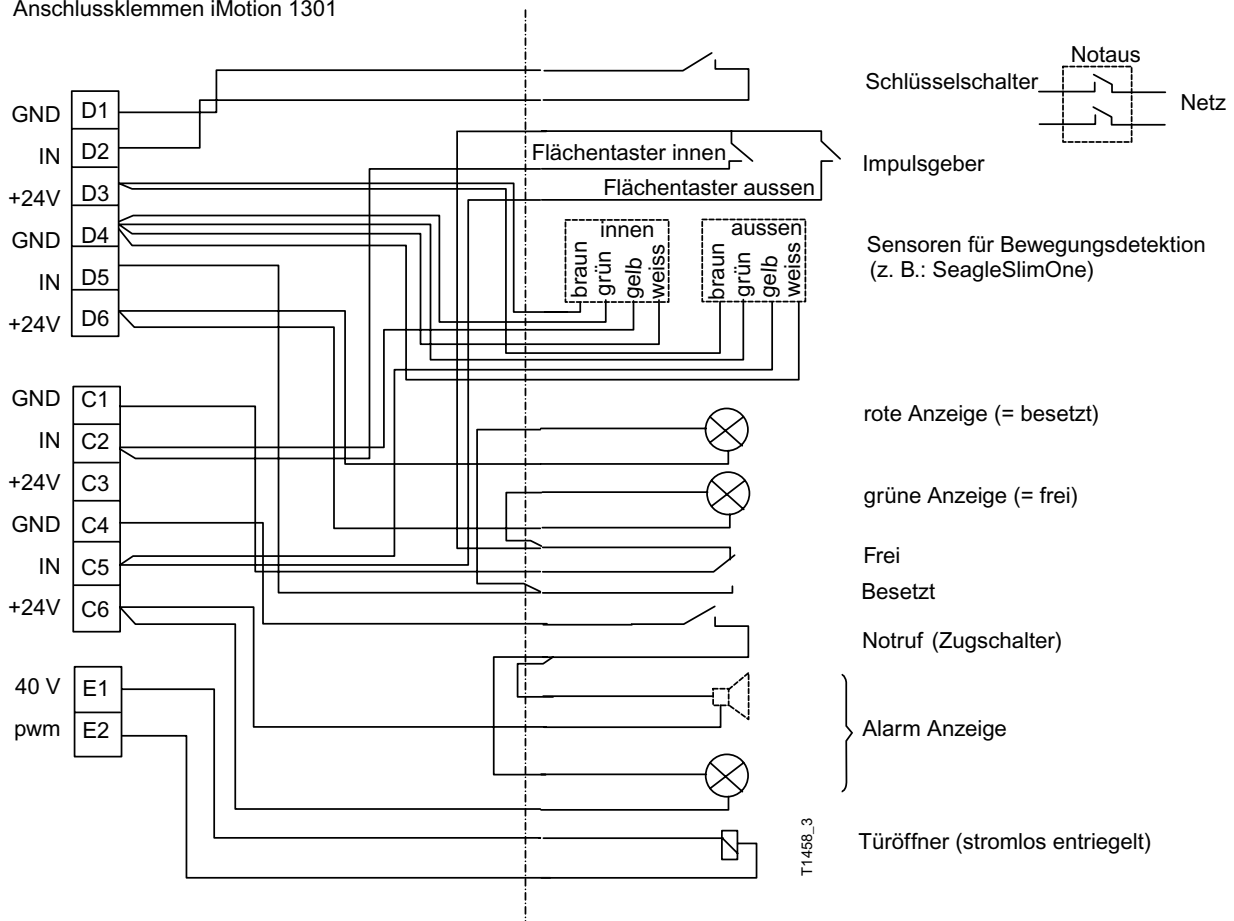 Anschlussklemmen iMotion 1301
Notaus
Schlüsselschalter
Netz
GND D1
IN D2
+24V D3
GND D4
IN D5
+24V D6
Flächentaster innen
Impulsgeber
Flächentaster aussen
innen
braun
grün
gelb
weiss
aussen
braun
grün
gelb
weiss
Sensoren für Bewegungsdetektion
(z. B.: SeagleSlimOne)
GND C1
IN C2
+24V C3
GND C4
IN C5
+24V C6
rote Anzeige (= besetzt)
grüne Anzeige (= frei)
Frei
Besetzt
Notruf (Zugschalter)
40 V E1
pwm E2
Alarm Anzeige
T1458_3
Türöffner (stromlos entriegelt)